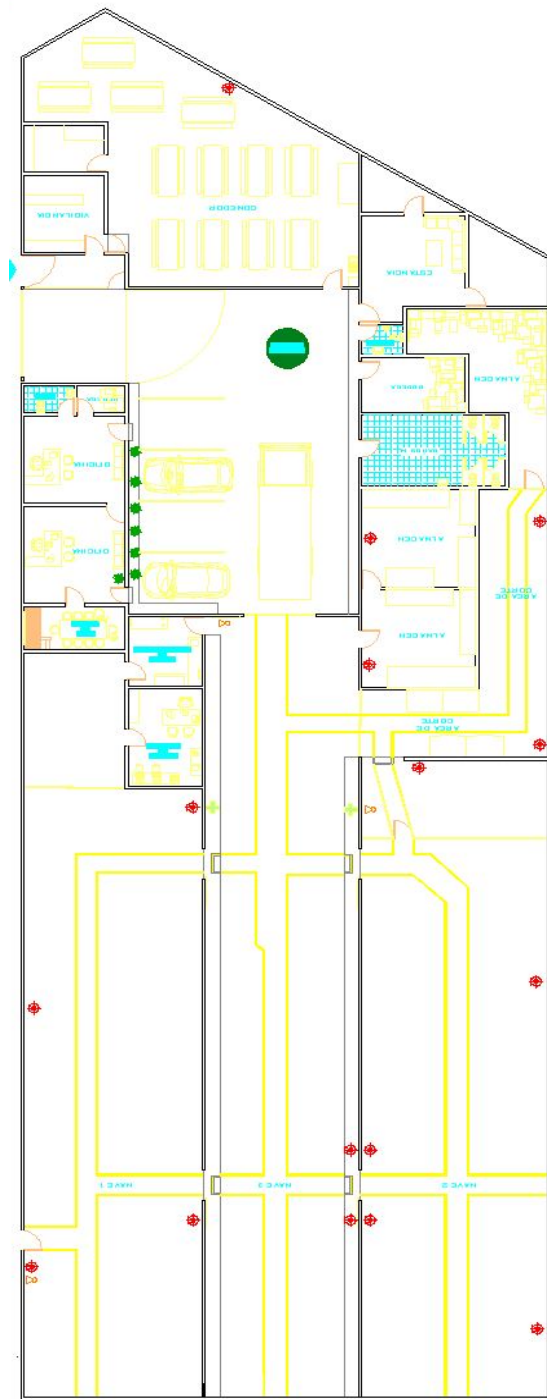 COMEDOR
VIGILANCIA
ESTANCIA
ALMACEN
OFICINA
ALMACEN
OFICINA
AREA DE
CORTE
ALMACEN
AREA DE
CORTE
NAVE 1
NAVE 3
NAVE 2